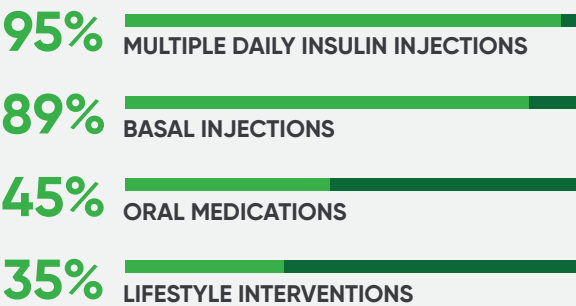 95%
MULTIPLE DAILY INSULIN INJECTIONS
89%
BASAL INJECTIONS
45%
ORAL MEDICATIONS
35%
LIFESTYLE INTERVENTIONS